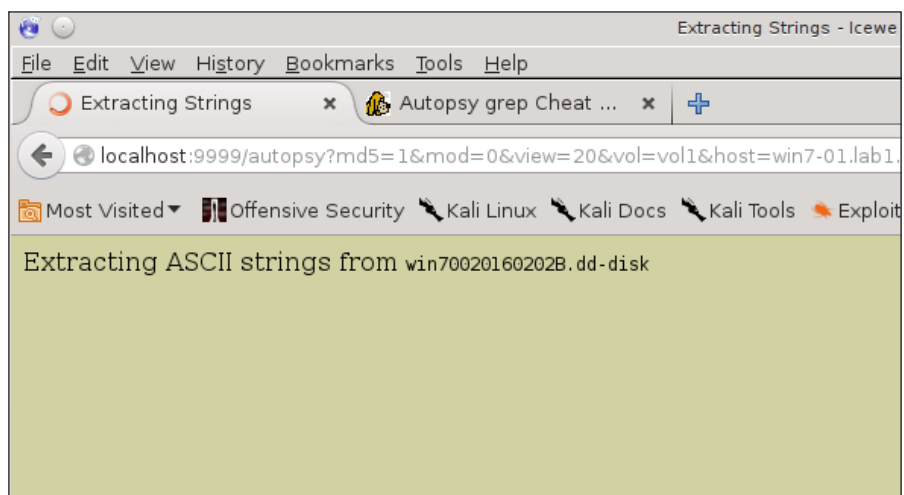 Extracting Strings - Icewe
File Edit View History Bookmarks Tools Help
Extracting Strings × Autopsy grep Cheat ... ×
localhost:9999/autopsy?md5=1&mod=0&view=20&vol=vol1&host=win7-01.lab1.
Most Visited Offensive Security Kali Linux Kali Docs Kali Tools Exploit
Extracting ASCII strings from win70020160202B.dd-disk